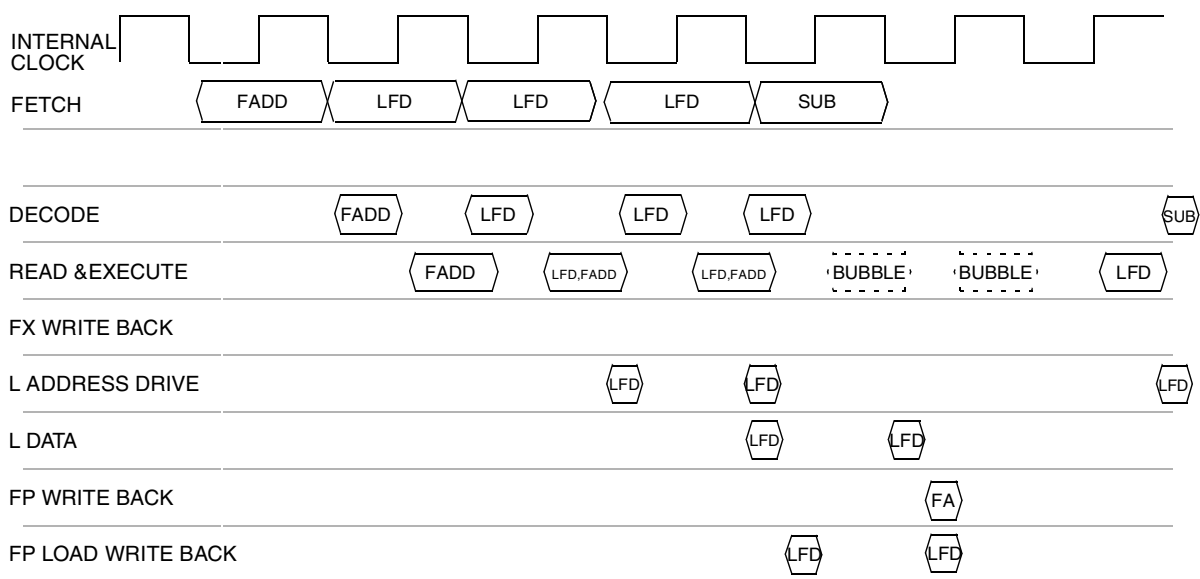 INTERNAL
CLOCK
FETCH FADD LFD LFD LFD SUB
DECODE FADD LFD LFD LFD SUB
READ &EXECUTE FADD LFD,FADD LFD,FADD BUBBLE BUBBLE LFD
FX WRITE BACK
L ADDRESS DRIVE LFD LFD LFD
L DATA LFD LFD
FP WRITE BACK FA
FP LOAD WRITE BACK LFD LFD